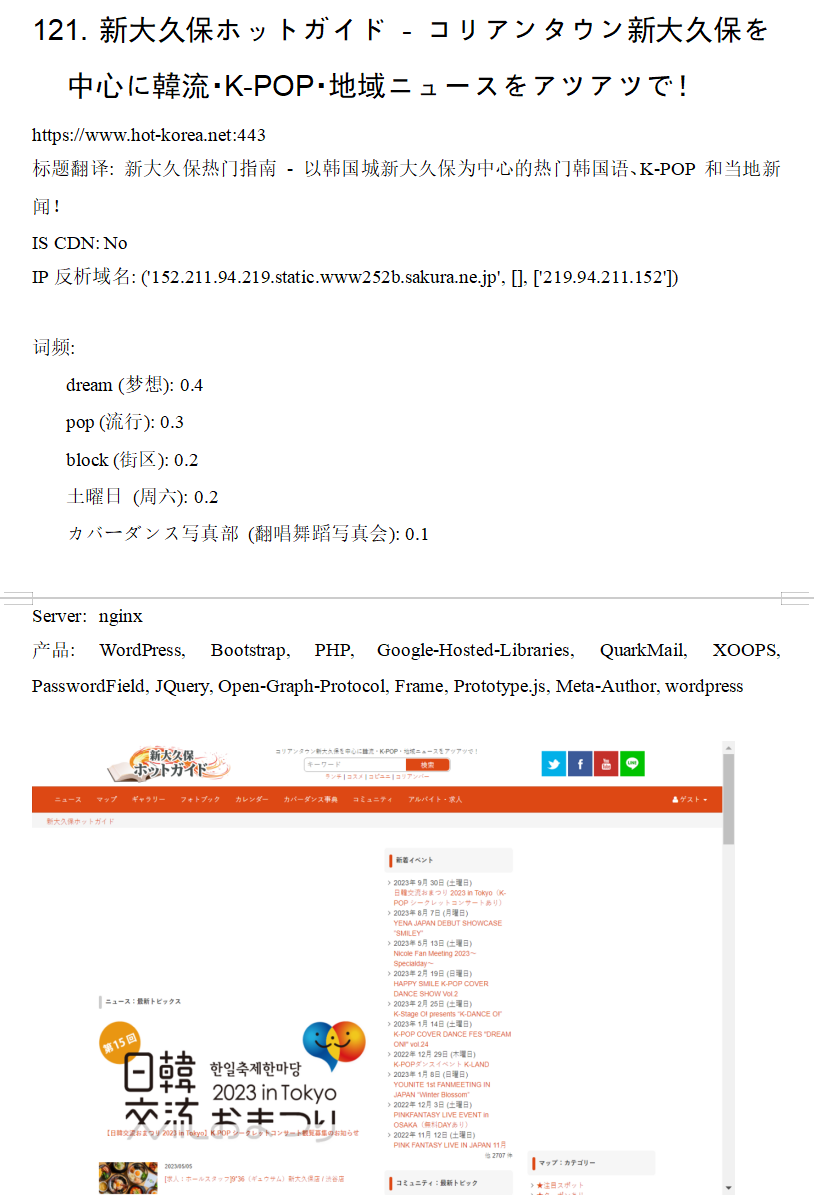 121. 新大久保ホットガイド - コリアンタウン新大久保を
中心に韓流・K-POP・地域ニュースをアツアツで!
https://www.hot-korea.net:443
标题翻译: 新大久保热门指南 - 以韩国城新大久保为中心的热门韩国语、K-POP 和当地新
闻!
IS CDN: No
IP 反析域名: ('152.211.94.219.static.www252b.sakura.ne.jp', [], ['219.94.211.152'])
词频:
dream (梦想): 0.4
pop (流行): 0.3
block (街区): 0.2
土曜日 (周六): 0.2
カバーダンス写真部 (翻唱舞蹈写真会): 0.1
Server: nginx
产品: WordPress, Bootstrap, PHP, Google-Hosted-Libraries, QuarkMail, XOOPS,
PasswordField, JQuery, Open-Graph-Protocol, Frame, Prototype.js, Meta-Author, wordpress
新大久保
ホットガイド
コリアンタウン新大久保を中心に韓流・K-POP・地域ニュースをアツアツで!
キーワード 検索
ランチ | コスメ | コピユニ | コリアンバー
You Tube
LINE
ニュース マップ ギャラリー フォトブック カレンダー カバーダンス事典 コミュニティ アルバイト・求人 ゲスト
新大久保ホットガイド
新着イベント
2023年 9月 30日 (土曜日)
日韓交流おまつり 2023 in Tokyo（K-
POP シークレットコンサートあり）
2023年 8月 7日 (月曜日)
YENA JAPAN DEBUT SHOWCASE
"SMILEY"
2023年 5月 13日 (土曜日)
Nicole Fan Meeting 2023～
Specialday～
2023年 2月 19日 (日曜日)
HAPPY SMILE K-POP COVER
DANCE SHOW Vol.2
2023年 2月 25日 (土曜日)
K-Stage O! presents "K-DANCE O!"
2023年 1月 14日 (土曜日)
K-POP COVER DANCE FES "DREAM
ON!!" vol.24
2022年 12月 29日 (木曜日)
K-POPダンスイベント K-LAND
2023年 1月 8日 (日曜日)
YOUNITE 1st FANMEETING IN
JAPAN "Winter Blossom"
2022年 12月 3日 (土曜日)
PINKFANTASY LIVE EVENT in
OSAKA（無料DAYあり）
2022年 11月 12日 (土曜日)
PINK FANTASY LIVE IN JAPAN 11月
他 2707 件
ニュース：最新トピックス
第15回
日韓
交流おまつり
한일축제한마당
2023 in Tokyo
【日韓交流おまつり 2023 in Tokyo】K-POP シークレットコンサート観覧募集のお知らせ
2023/05/05
[求人：ホールスタッフ]9"36（ギュウサム）新大久保店 / 渋谷店
コミュニティ：最新トピック
マップ：カテゴリー
★注目スポット